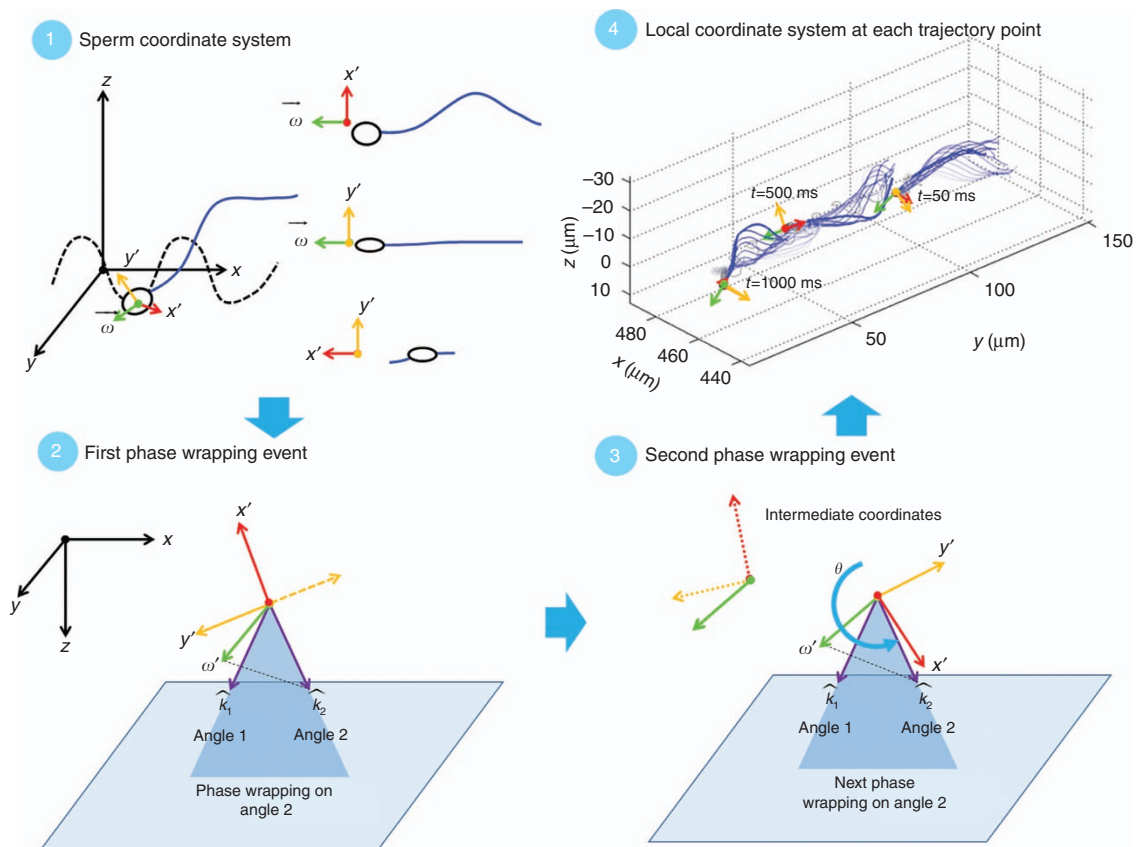 1 Sperm coordinate system
z
x
y
y′
x′
ω
x′
ω
y′
ω
y′
x′
4 Local coordinate system at each trajectory point
–30
–20
–10
0
10
z (μm)
t=500 ms
t=50 ms
t=1000 ms
480
460
440
x (μm)
50
100
150
y (μm)
2 First phase wrapping event
x
y
z
x′
y′
ω′
k̂1
k̂2
Angle 1
Angle 2
Phase wrapping on
angle 2
3 Second phase wrapping event
Intermediate coordinates
θ
y′
ω′
x′
k̂1
k̂2
Angle 1
Angle 2
Next phase
wrapping on angle 2